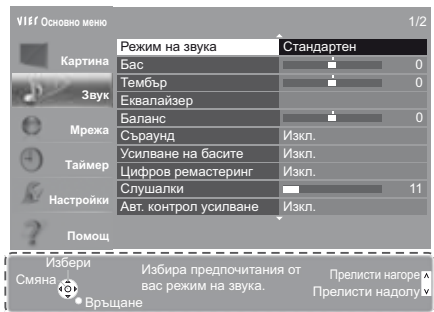 VIErA Основно меню 1/2
Картина
Звук
Мрежа
Таймер
Настройки
Помощ
Режим на звука Стандартен
Бас 0
Тембър 0
Еквалайзер
Баланс 0
Съраунд Изкл.
Усилване на басите Изкл.
Цифров ремастеринг Изкл.
Слушалки 11
Авт. контрол усилване Изкл.
Избери
Смяна
Връщане
Избира предпочитания от
вас режим на звука.
Прелисти нагоре
Прелисти надолу